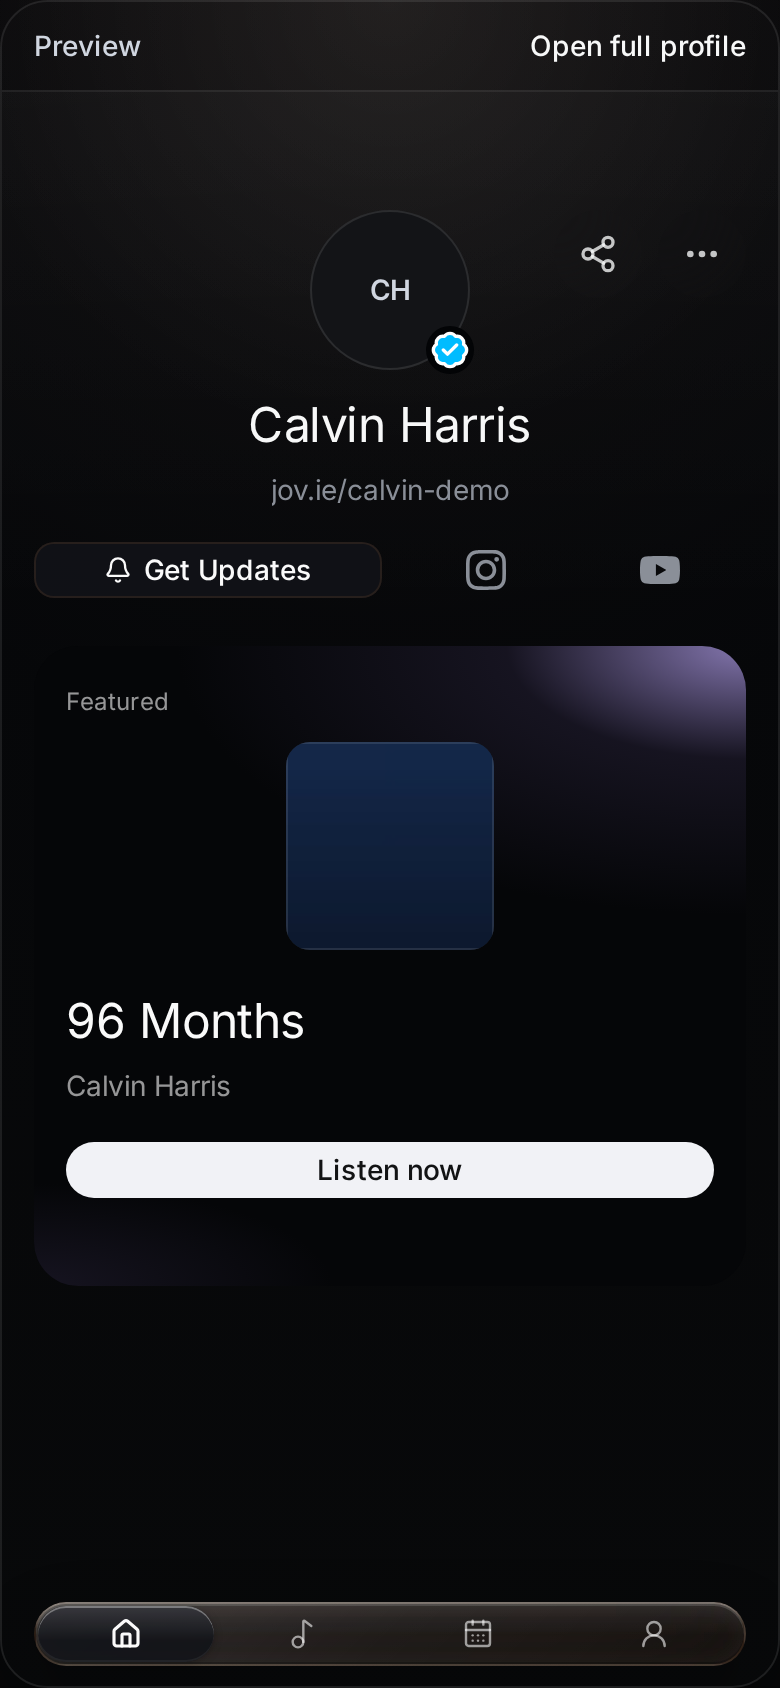 Preview
Open full profile
CH
Calvin Harris
jov.ie/calvin-demo
Get Updates
Featured
96 Months
Calvin Harris
Listen now